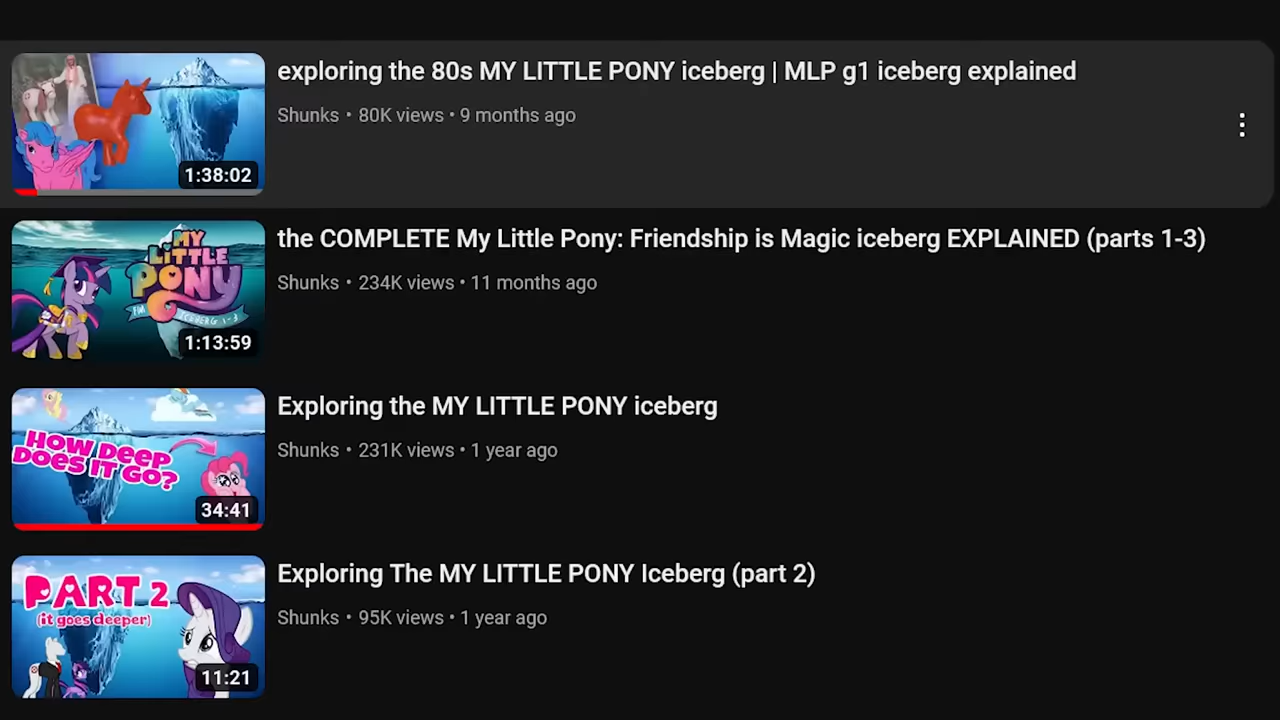 exploring the 80s MY LITTLE PONY iceberg | MLP g1 iceberg explained
Shunks • 80K views • 9 months ago
1:38:02
the COMPLETE My Little Pony: Friendship is Magic iceberg EXPLAINED (parts 1-3)
Shunks • 234K views • 11 months ago
MY
LITTLE
PONY
FIM ICEBERG 1-3
1:13:59
Exploring the MY LITTLE PONY iceberg
Shunks • 231K views • 1 year ago
HOW DEEP
DOES IT GO?
34:41
Exploring The MY LITTLE PONY Iceberg (part 2)
Shunks • 95K views • 1 year ago
PART 2
(it goes deeper)
11:21